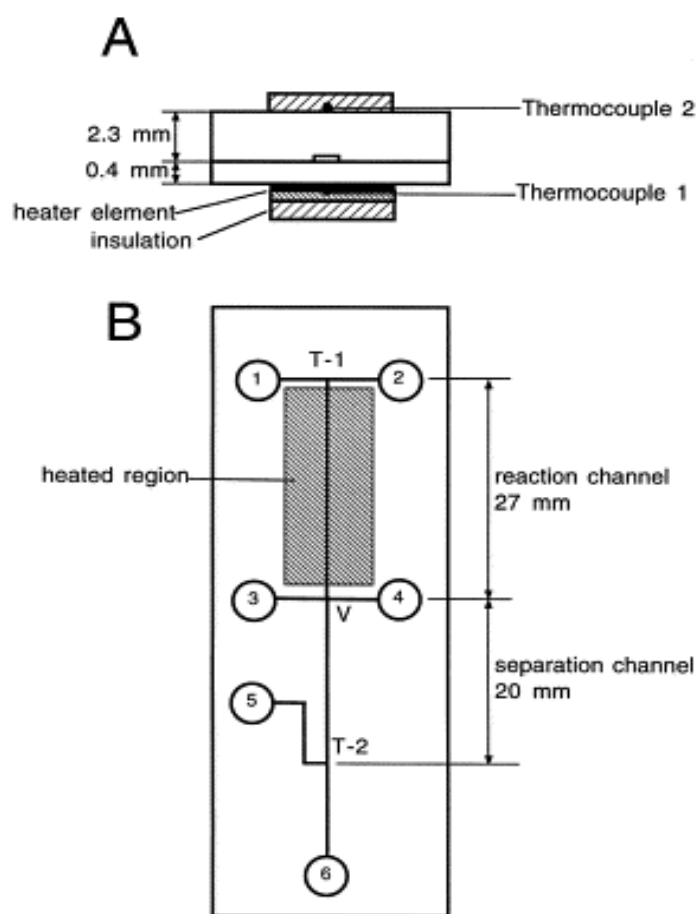 A
Thermocouple 2
2.3 mm
0.4 mm
Thermocouple 1
heater element
insulation
B
T-1
1
2
heated region
reaction channel
27 mm
3
4
V
separation channel
20 mm
5
T-2
6